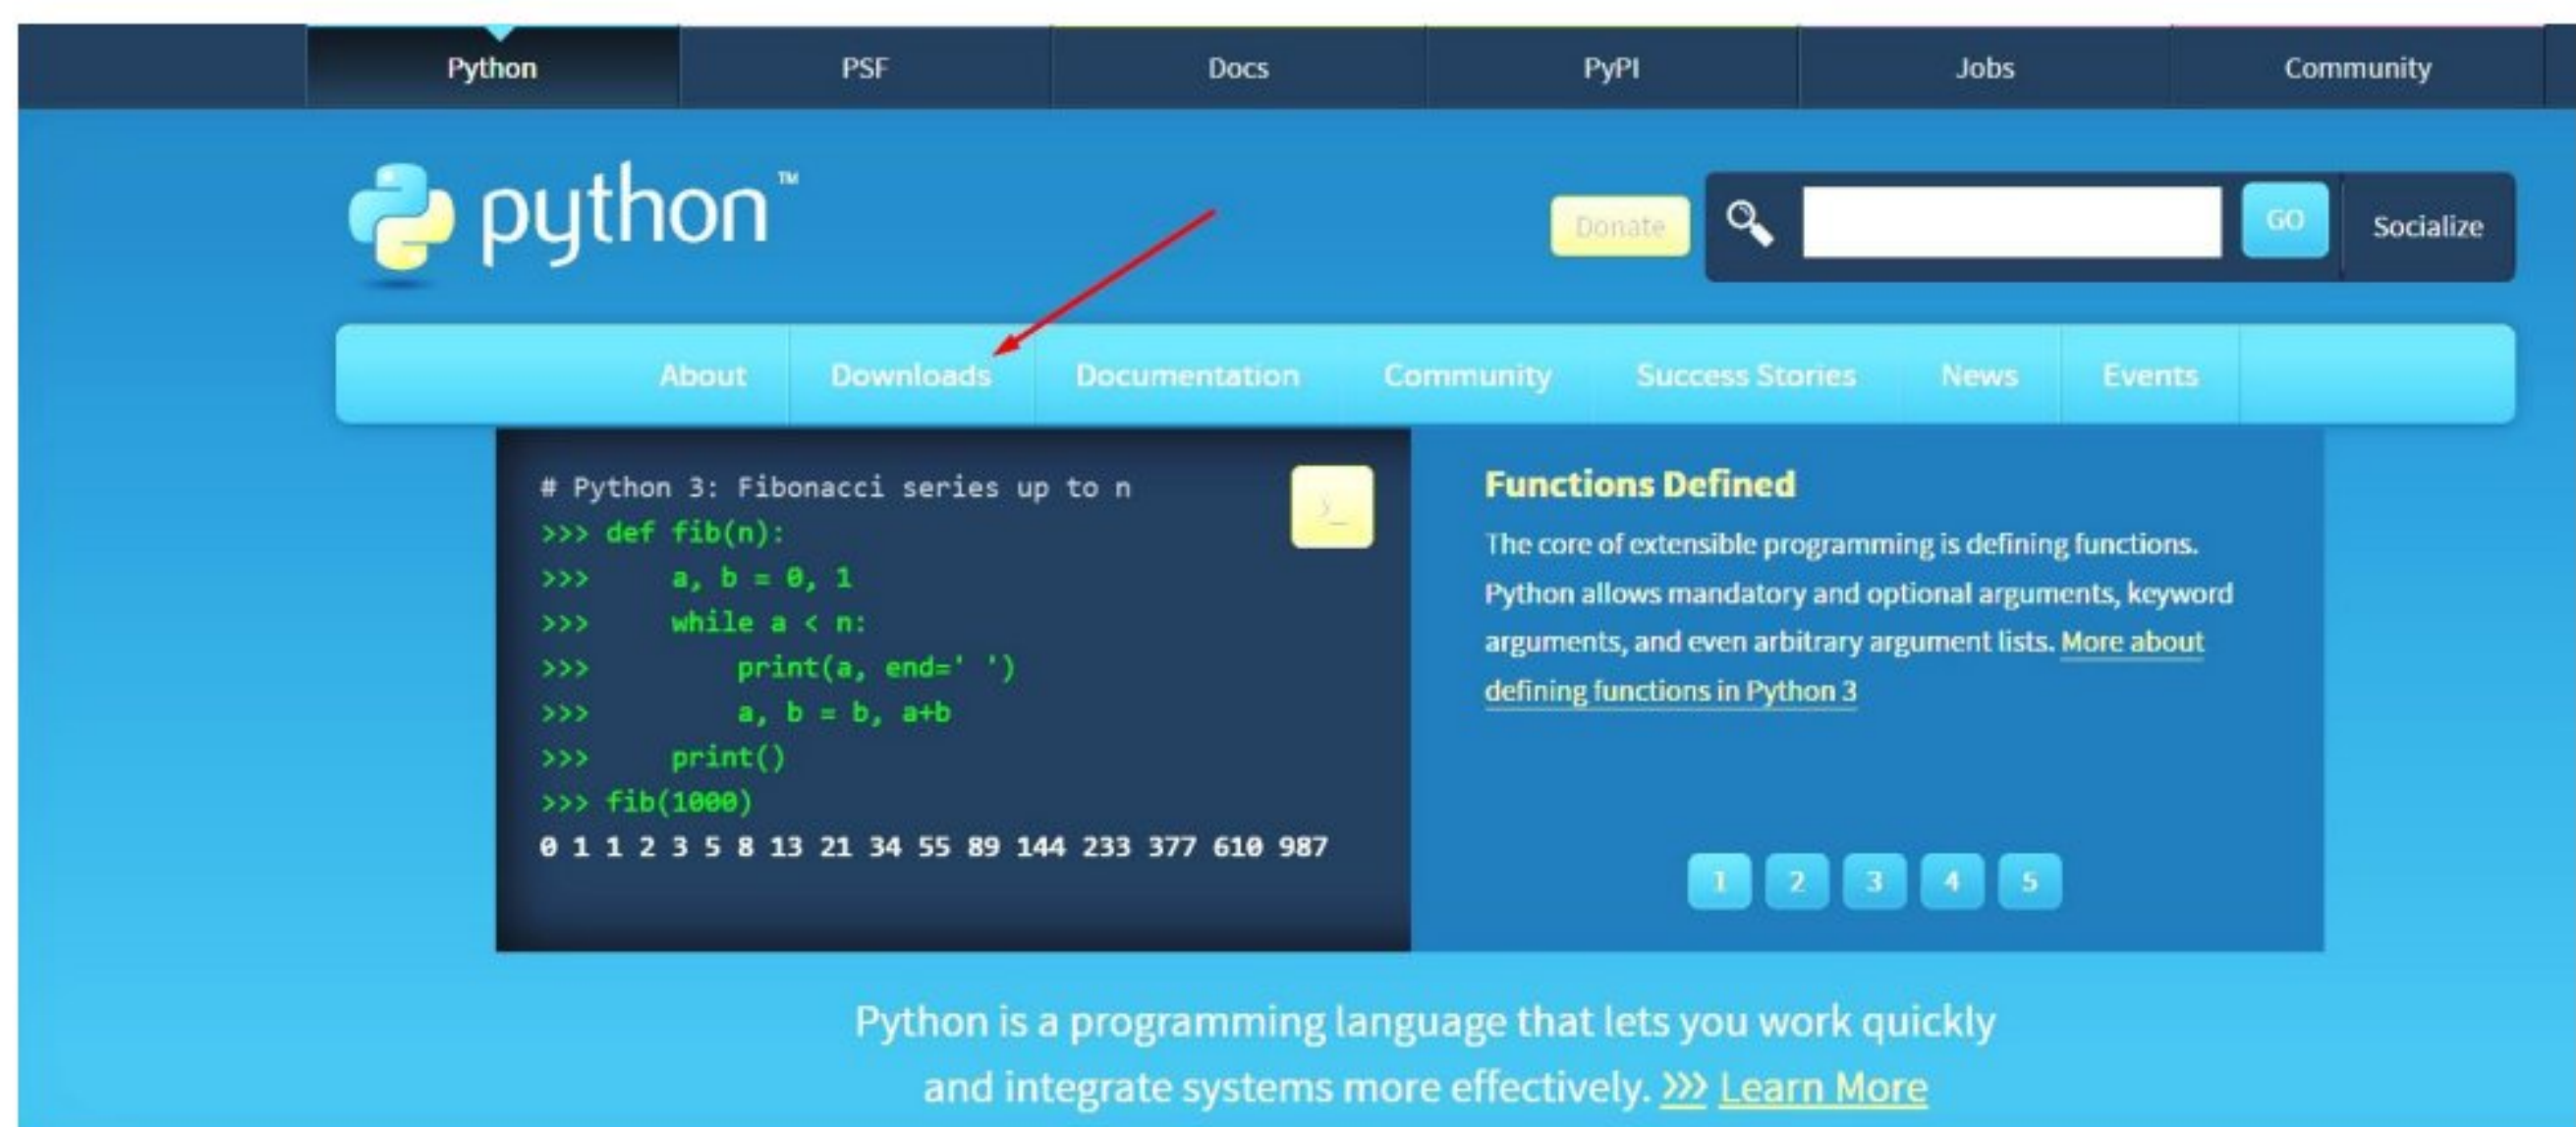 Python PSF Docs PyPI Jobs Community
python™
Donate GO Socialize
About Downloads Documentation Community Success Stories News Events
# Python 3: Fibonacci series up to n
>>> def fib(n):
>>>     a, b = 0, 1
>>>     while a < n:
>>>         print(a, end=' ')
>>>         a, b = b, a+b
>>>     print()
>>> fib(1000)
0 1 1 2 3 5 8 13 21 34 55 89 144 233 377 610 987
>_
Functions Defined
The core of extensible programming is defining functions.
Python allows mandatory and optional arguments, keyword
arguments, and even arbitrary argument lists. More about
defining functions in Python 3
1 2 3 4 5
Python is a programming language that lets you work quickly
and integrate systems more effectively. >>> Learn More